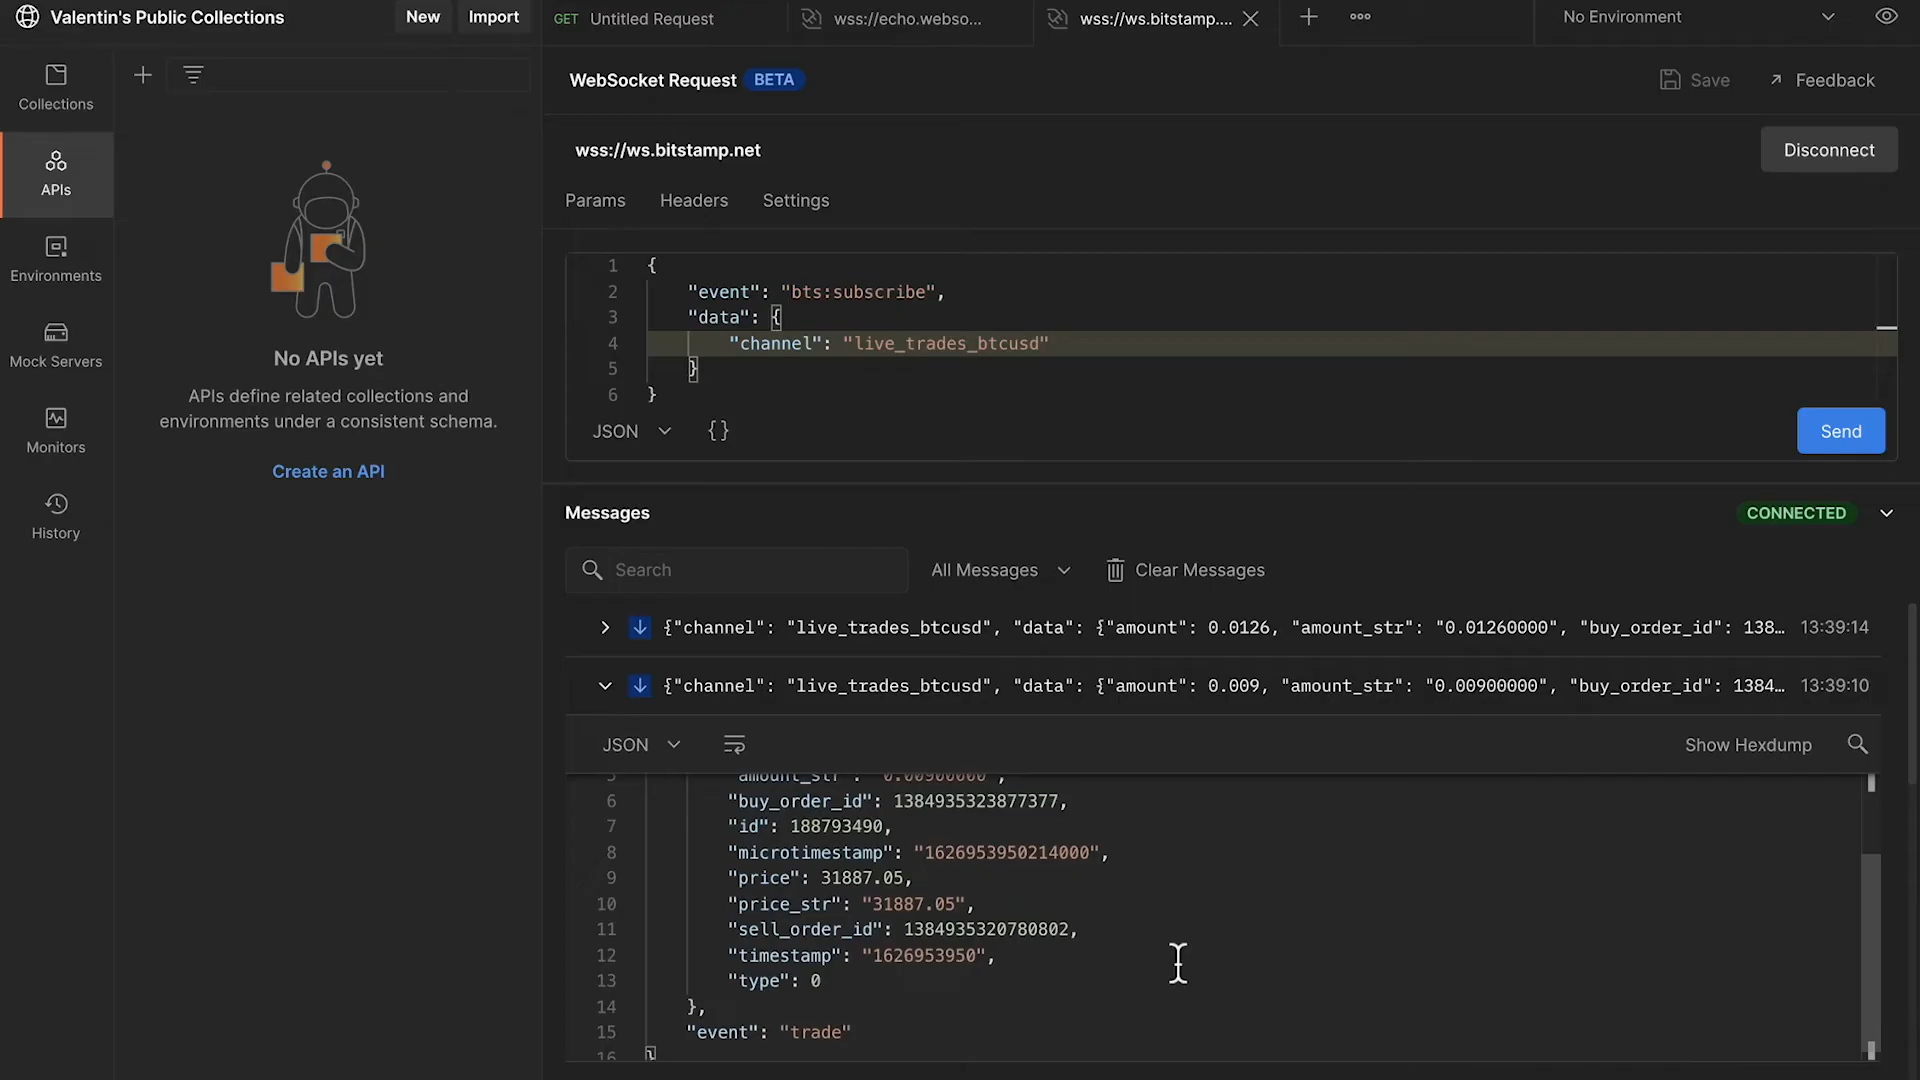 Valentin's Public Collections
New
Import
GET Untitled Request
wss://echo.webso...
wss://ws.bitstamp....
No Environment
Collections
APIs
Environments
Mock Servers
Monitors
History
No APIs yet
APIs define related collections and
environments under a consistent schema.
Create an API
WebSocket Request BETA
Save
Feedback
wss://ws.bitstamp.net
Disconnect
Params
Headers
Settings
1 {
2 "event": "bts:subscribe",
3 "data": {
4 "channel": "live_trades_btcusd"
5 }
6 }
JSON
{}
Send
Messages
CONNECTED
Search
All Messages
Clear Messages
{"channel": "live_trades_btcusd", "data": {"amount": 0.0126, "amount_str": "0.01260000", "buy_order_id": 138… 13:39:14
{"channel": "live_trades_btcusd", "data": {"amount": 0.009, "amount_str": "0.00900000", "buy_order_id": 1384… 13:39:10
JSON
Show Hexdump
5 "amount_str": "0.00900000",
6 "buy_order_id": 1384935323877377,
7 "id": 188793490,
8 "microtimestamp": "1626953950214000",
9 "price": 31887.05,
10 "price_str": "31887.05",
11 "sell_order_id": 1384935320780802,
12 "timestamp": "1626953950",
13 "type": 0
14 },
15 "event": "trade"
16 }